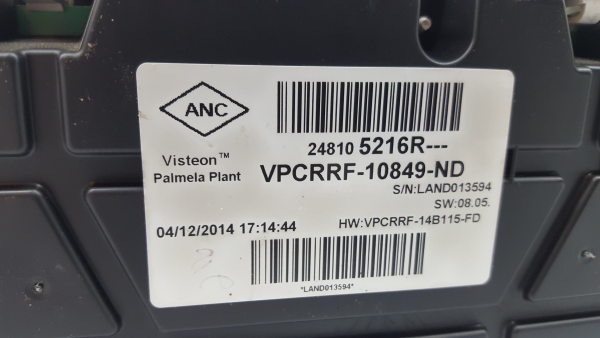 ANC
24810 5216R---
Visteon™
Palmela Plant
VPCRRF-10849-ND
S/N:LAND013594
SW:08.05.
04/12/2014 17:14:44
HW:VPCRRF-14B115-FD
*LAND013594*